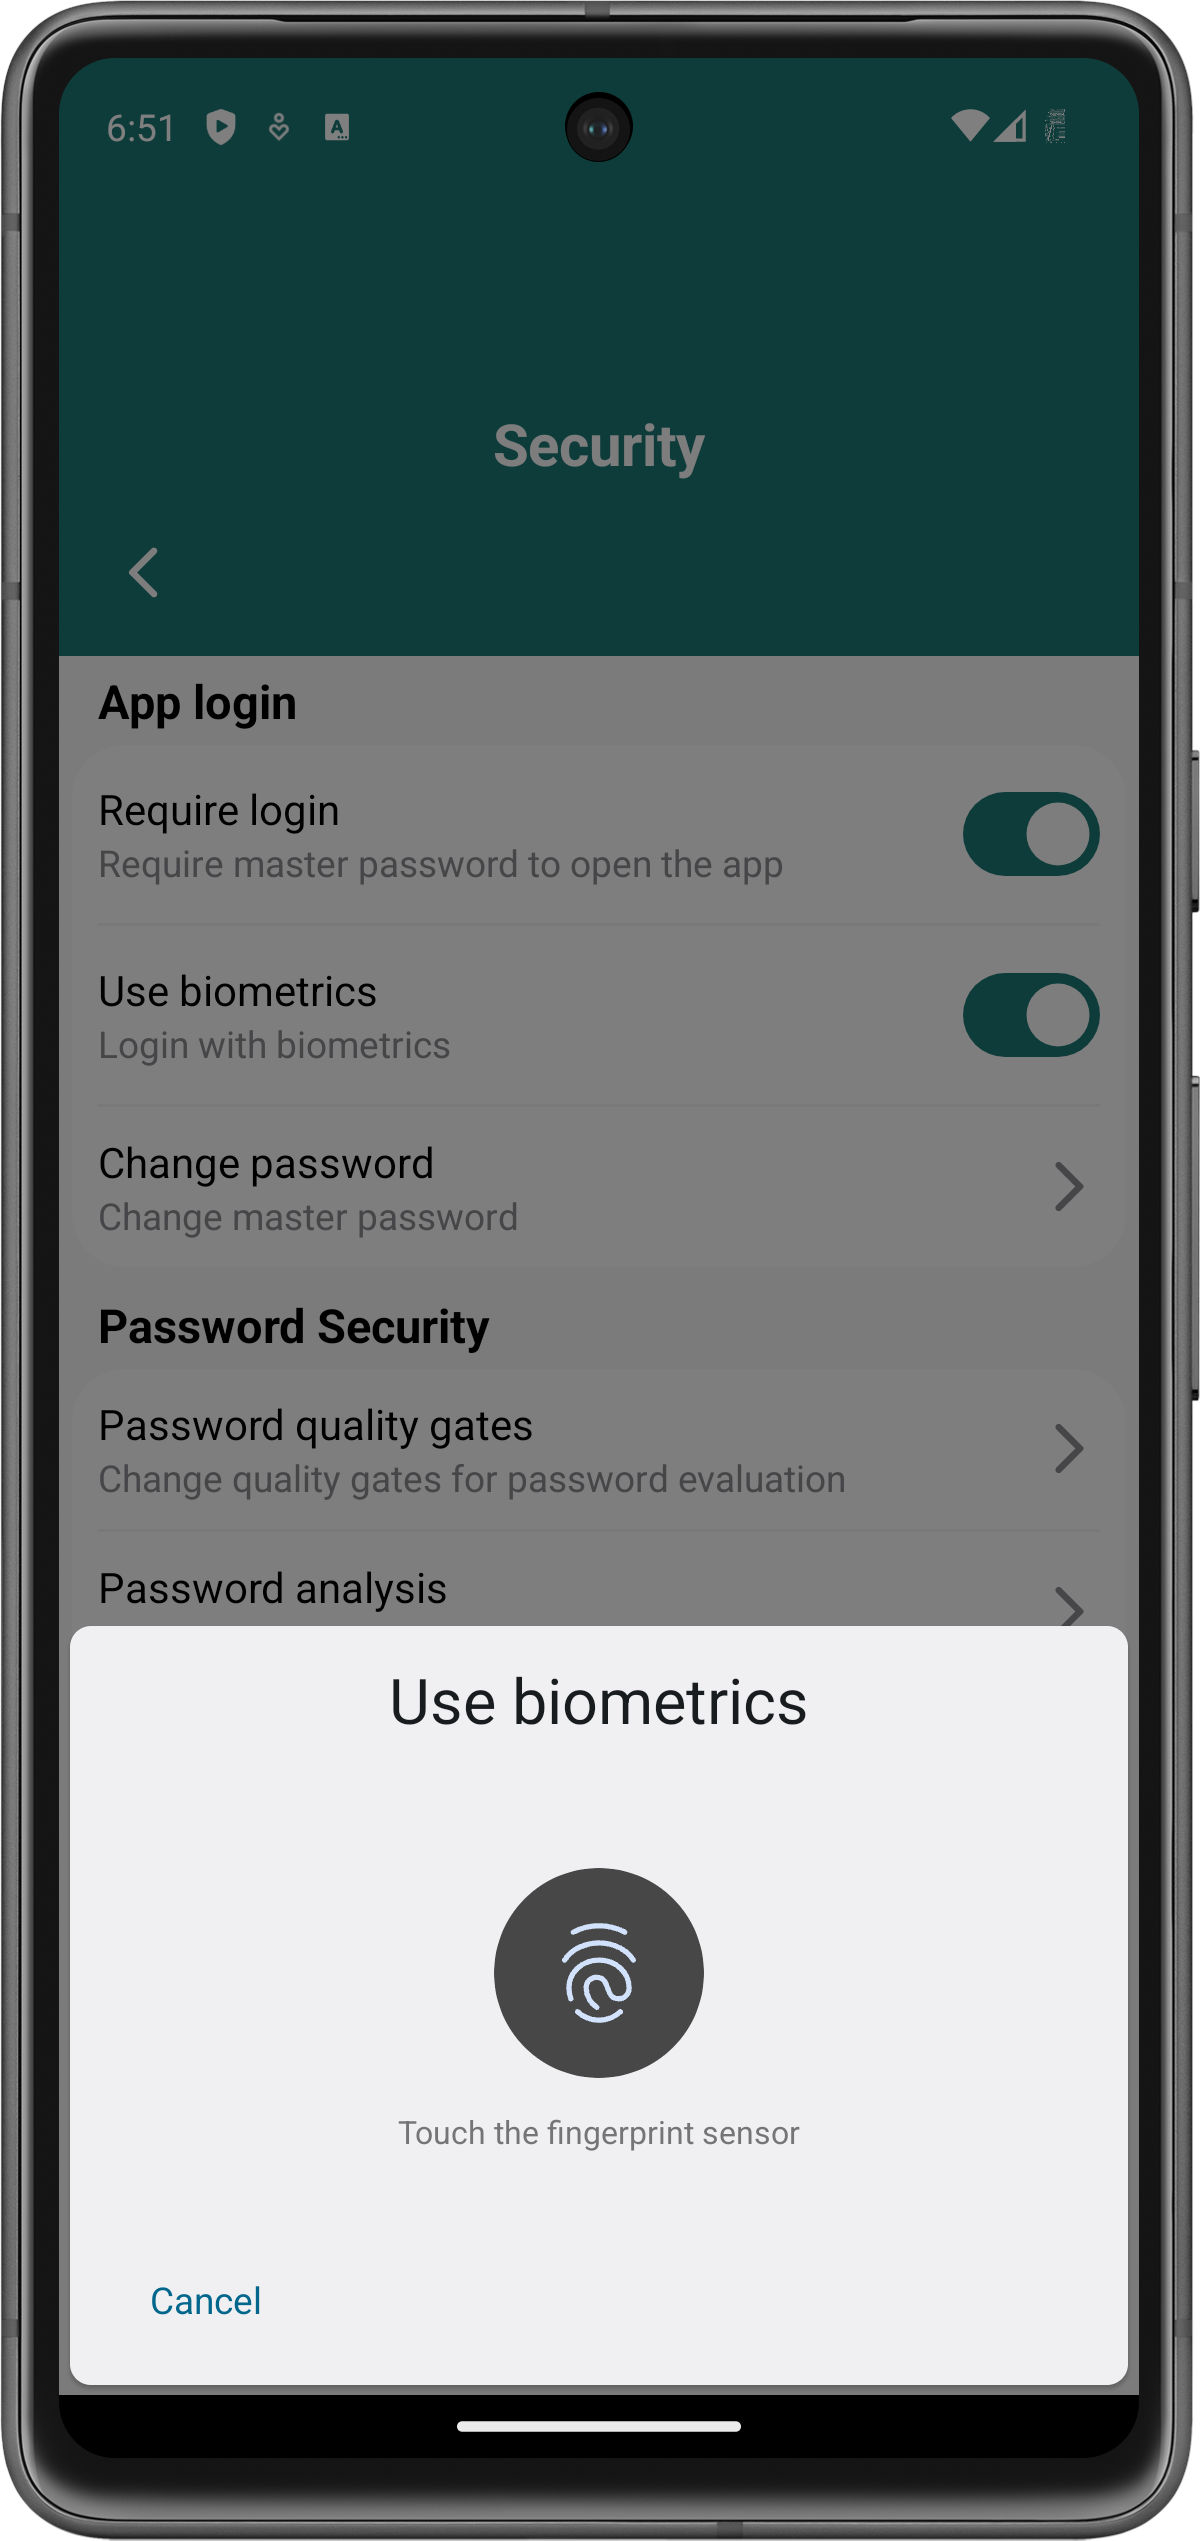 6:51
Security
App login
Require login
Require master password to open the app
Use biometrics
Login with biometrics
Change password
Change master password
Password Security
Password quality gates
Change quality gates for password evaluation
Password analysis
Use biometrics
Touch the fingerprint sensor
Cancel